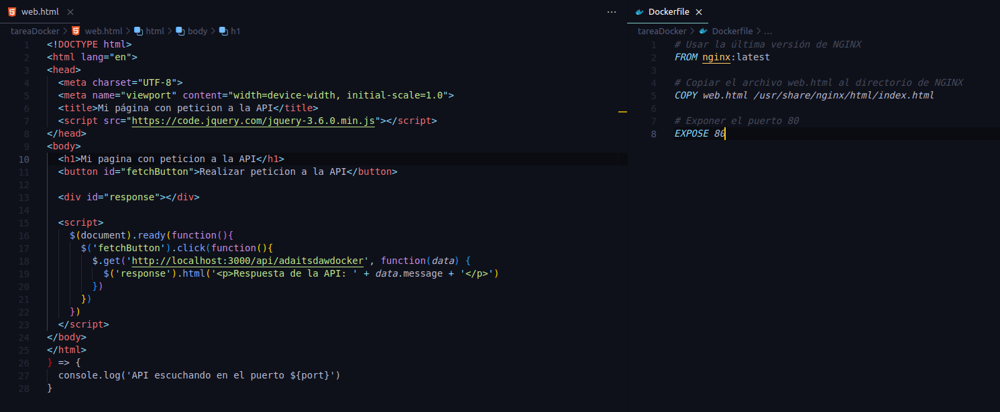 web.html
tareaDocker > web.html > html > body > h1
1 <!DOCTYPE html>
2 <html lang="en">
3 <head>
4 <meta charset="UTF-8">
5 <meta name="viewport" content="width=device-width, initial-scale=1.0">
6 <title>Mi página con peticion a la API</title>
7 <script src="https://code.jquery.com/jquery-3.6.0.min.js"></script>
8 </head>
9 <body>
10 <h1>Mi pagina con peticion a la API</h1>
11 <button id="fetchButton">Realizar peticion a la API</button>
12
13 <div id="response"></div>
14
15 <script>
16 $(document).ready(function(){
17 $('fetchButton').click(function(){
18 $.get('http://localhost:3000/api/adaitsdawdocker', function(data) {
19 $('response').html('<p>Respuesta de la API: ' + data.message + '</p>')
20 })
21 })
22 })
23 </script>
24 </body>
25 </html>
26 } => {
27 console.log('API escuchando en el puerto ${port}')
28 }
Dockerfile
tareaDocker > Dockerfile > ...
1 # Usar la última versión de NGINX
2 FROM nginx:latest
3
4 # Copiar el archivo web.html al directorio de NGINX
5 COPY web.html /usr/share/nginx/html/index.html
6
7 # Exponer el puerto 80
8 EXPOSE 80